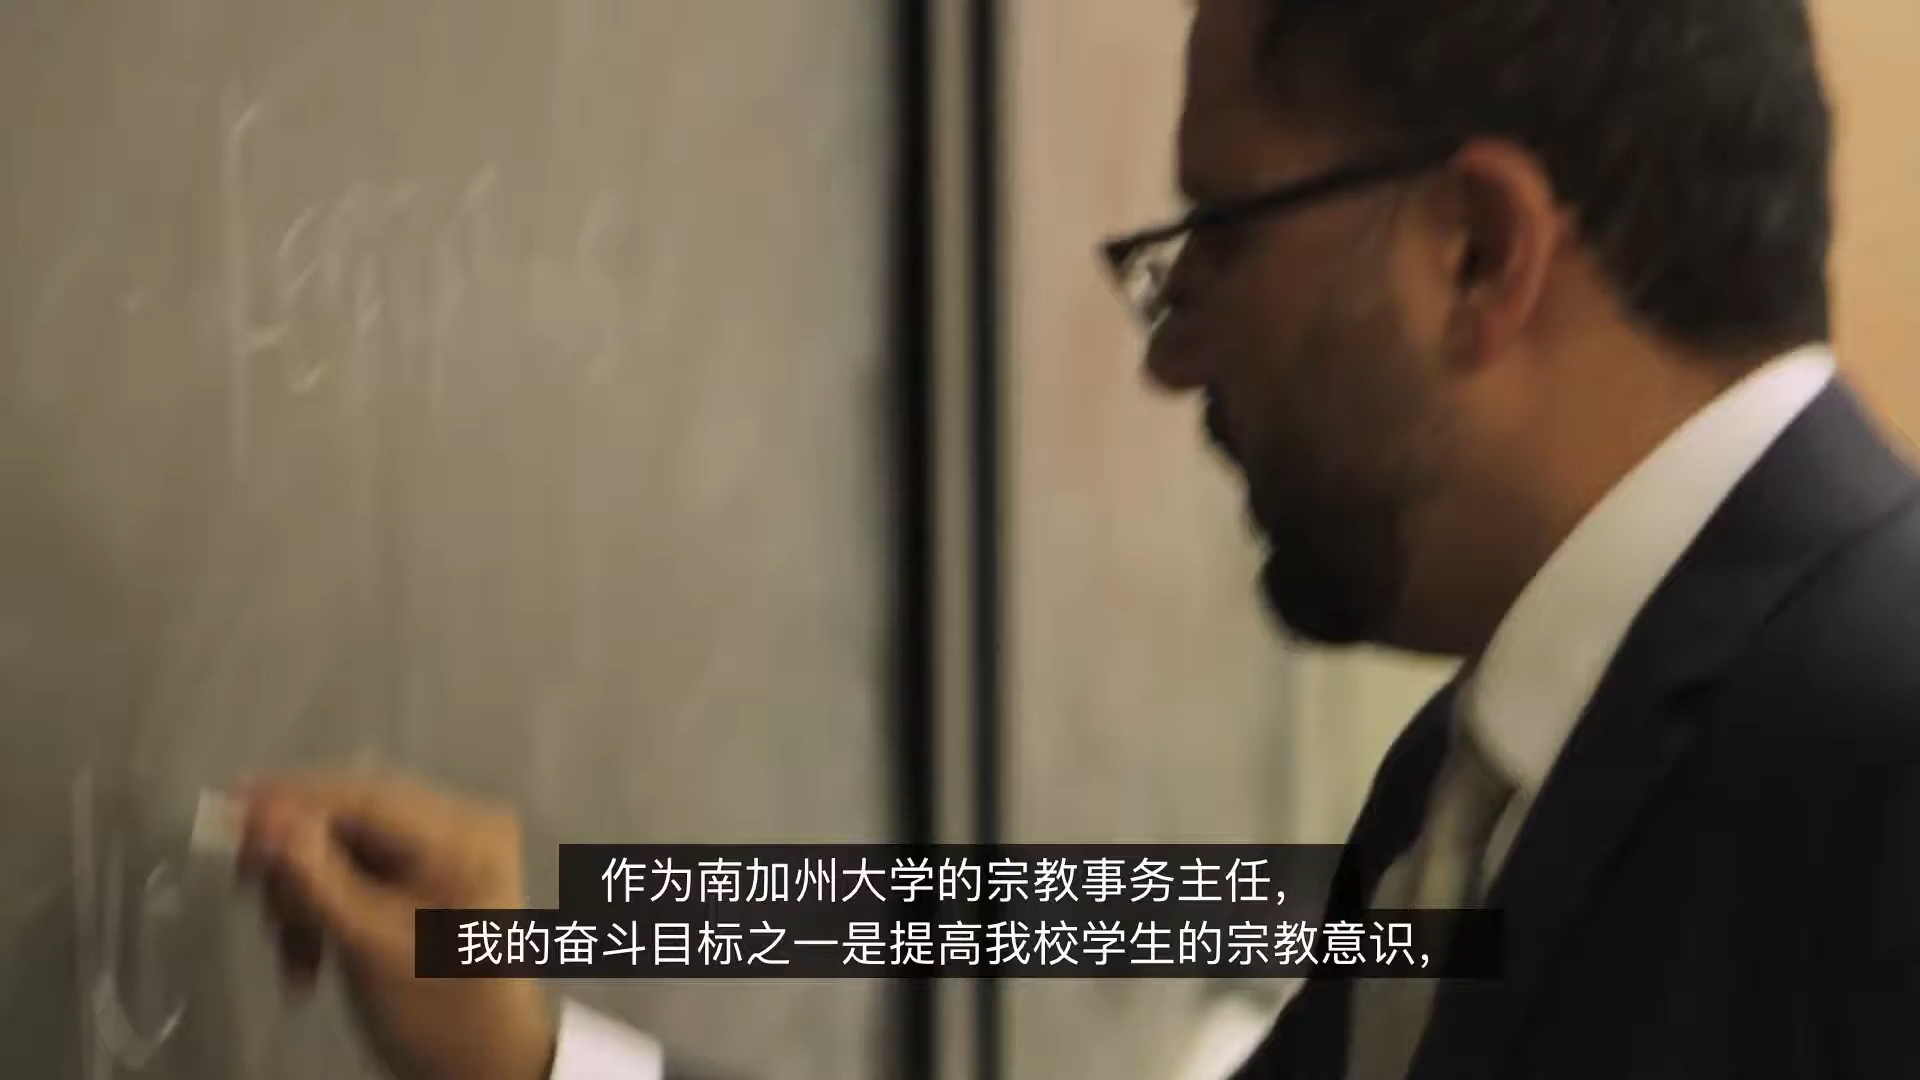 作为南加州大学的宗教事务主任，
我的奋斗目标之一是提高我校学生的宗教意识，